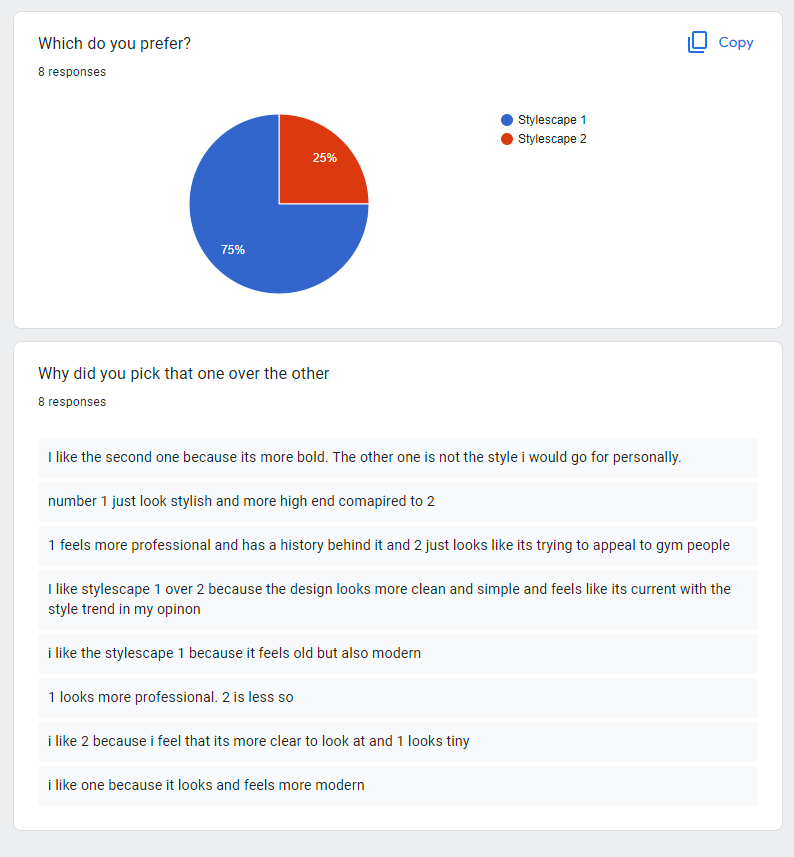 Which do you prefer?
Copy
8 responses
Stylescape 1
Stylescape 2
25%
75%
Why did you pick that one over the other
8 responses
I like the second one because its more bold. The other one is not the style i would go for personally.
number 1 just look stylish and more high end comapired to 2
1 feels more professional and has a history behind it and 2 just looks like its trying to appeal to gym people
I like stylescape 1 over 2 because the design looks more clean and simple and feels like its current with the
style trend in my opinon
i like the stylescape 1 because it feels old but also modern
1 looks more professional. 2 is less so
i like 2 because i feel that its more clear to look at and 1 looks tiny
i like one because it looks and feels more modern